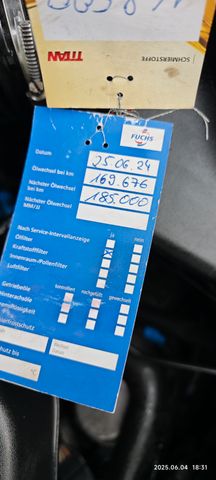 TITAN
SCHMIERSTOFFE
FUCHS
Datum 25.06.24
Ölwechsel bei km 169.676
Nächster Ölwechsel bei km 185.000
Nächster Ölwechsel MM/JJ
Nach Service-Intervallanzeige
ja nein
Ölfilter
Kraftstofffilter
Innenraum-Pollenfilter
Luftfilter
kontrolliert nachgefüllt gewechselt
Getriebeöl
Hinterachsöl
°C
2025.06.04 18:31